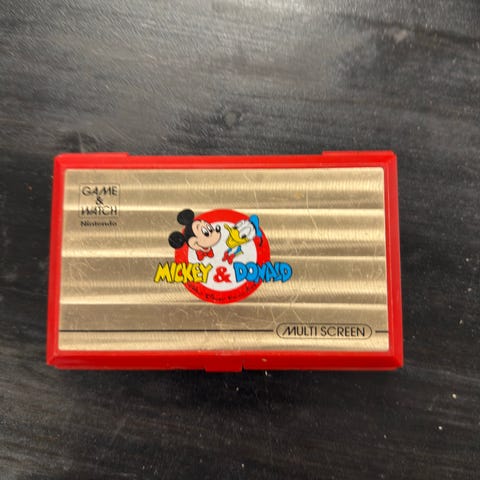 GAME
&
WATCH
Nintendo
MICKEY & DONALD
MULTI SCREEN